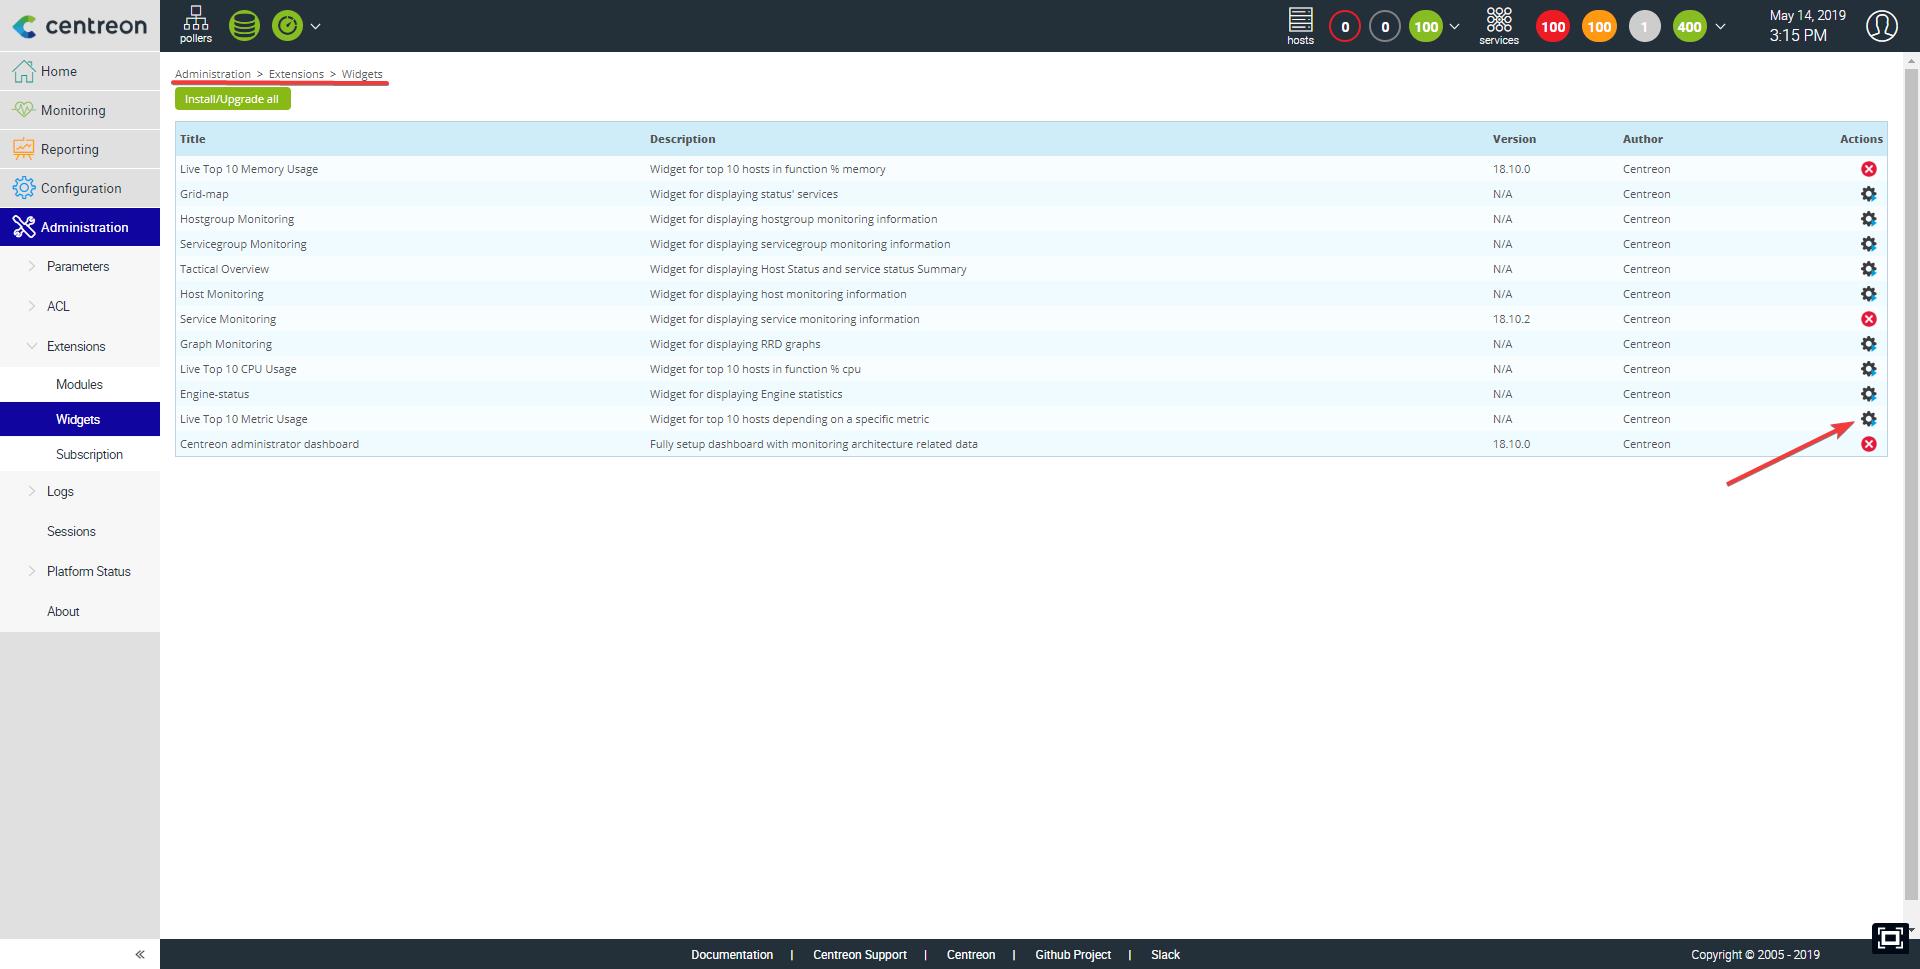 centreon
pollers
hosts
0
0
100
services
100
100
1
400
May 14, 2019
3:15 PM
Home
Monitoring
Reporting
Configuration
Administration
Parameters
ACL
Extensions
Modules
Widgets
Subscription
Logs
Sessions
Platform Status
About
«
Administration > Extensions > Widgets
Install/Upgrade all
Title Description Version Author Actions
Live Top 10 Memory Usage Widget for top 10 hosts in function % memory 18.10.0 Centreon
Grid-map Widget for displaying status' services N/A Centreon
Hostgroup Monitoring Widget for displaying hostgroup monitoring information N/A Centreon
Servicegroup Monitoring Widget for displaying servicegroup monitoring information N/A Centreon
Tactical Overview Widget for displaying Host Status and service status Summary N/A Centreon
Host Monitoring Widget for displaying host monitoring information N/A Centreon
Service Monitoring Widget for displaying service monitoring information 18.10.2 Centreon
Graph Monitoring Widget for displaying RRD graphs N/A Centreon
Live Top 10 CPU Usage Widget for top 10 hosts in function % cpu N/A Centreon
Engine-status Widget for displaying Engine statistics N/A Centreon
Live Top 10 Metric Usage Widget for top 10 hosts depending on a specific metric N/A Centreon
Centreon administrator dashboard Fully setup dashboard with monitoring architecture related data 18.10.0 Centreon
Documentation | Centreon Support | Centreon | Github Project | Slack
Copyright © 2005 - 2019